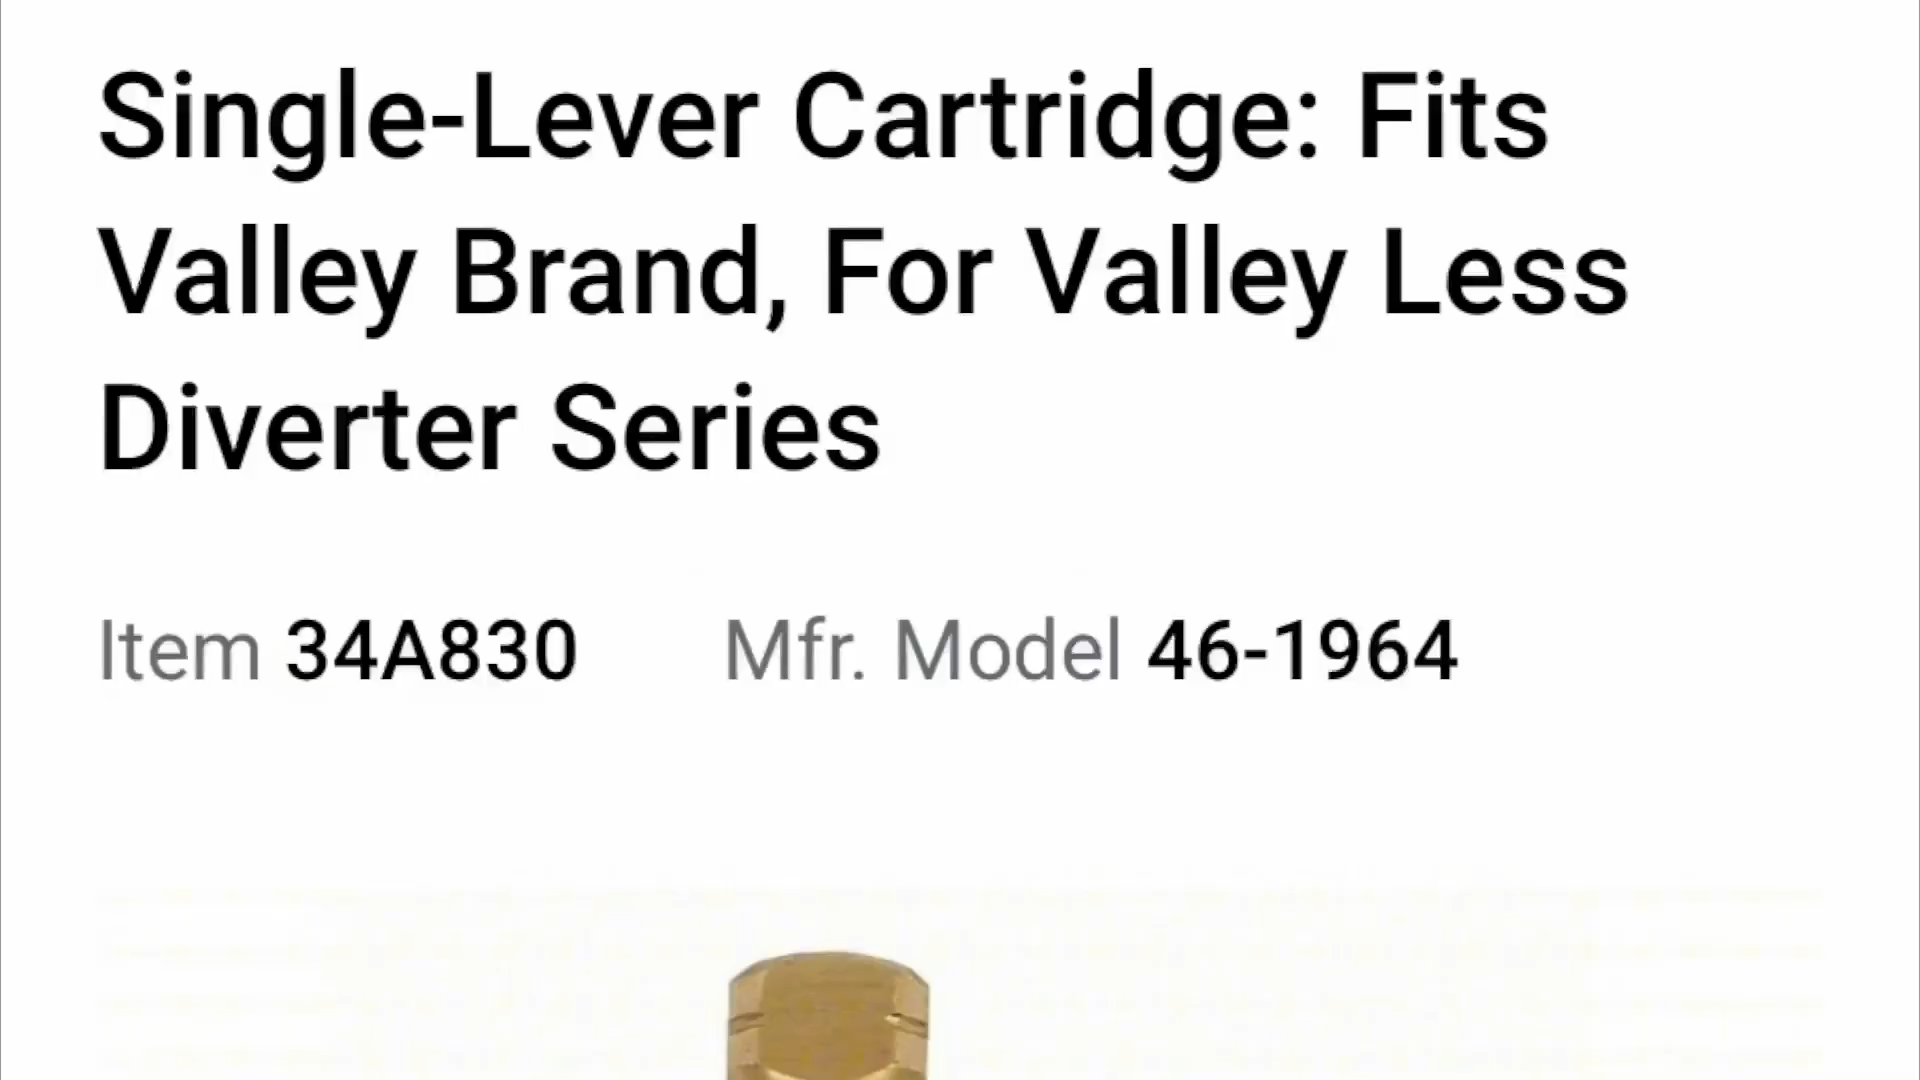 Single-Lever Cartridge: Fits
Valley Brand, For Valley Less
Diverter Series
Item 34A830 Mfr. Model 46-1964